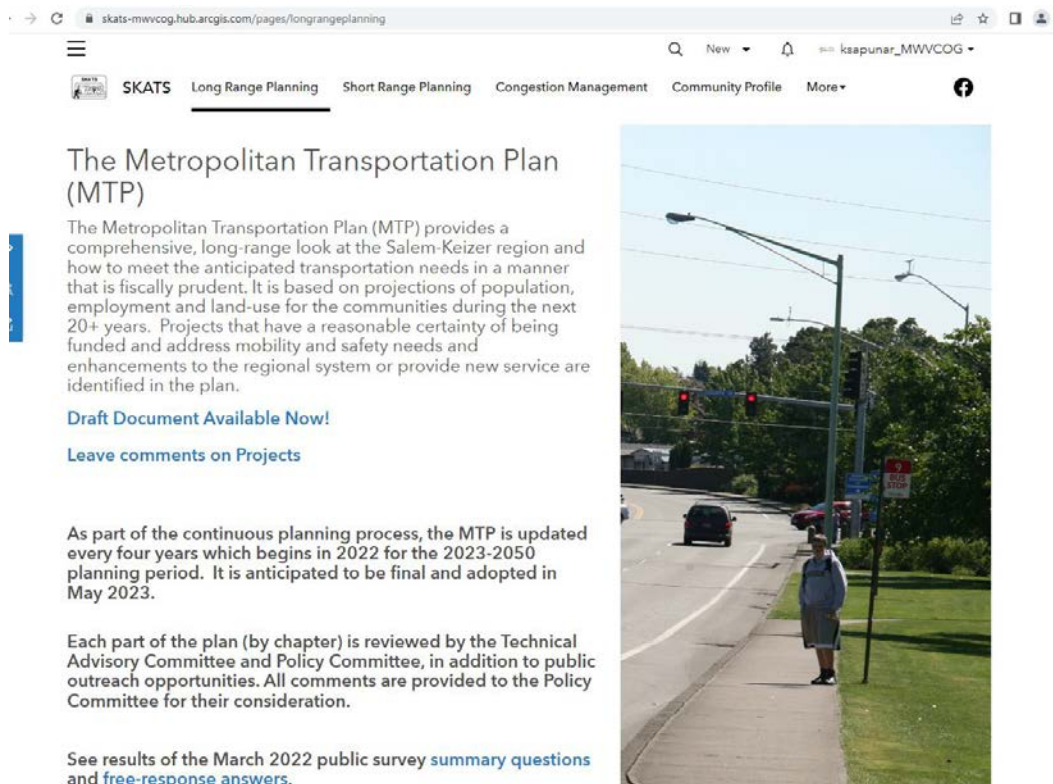 skats-mwvcog.hub.arcgis.com/pages/longrangeplanning
New
ksapunar_MWVCOG
SKATS Long Range Planning Short Range Planning Congestion Management Community Profile More
The Metropolitan Transportation Plan
(MTP)
The Metropolitan Transportation Plan (MTP) provides a
comprehensive, long-range look at the Salem-Keizer region and
how to meet the anticipated transportation needs in a manner
that is fiscally prudent. It is based on projections of population,
employment and land-use for the communities during the next
20+ years. Projects that have a reasonable certainty of being
funded and address mobility and safety needs and
enhancements to the regional system or provide new service are
identified in the plan.
Draft Document Available Now!
Leave comments on Projects
As part of the continuous planning process, the MTP is updated
every four years which begins in 2022 for the 2023-2050
planning period. It is anticipated to be final and adopted in
May 2023.
Each part of the plan (by chapter) is reviewed by the Technical
Advisory Committee and Policy Committee, in addition to public
outreach opportunities. All comments are provided to the Policy
Committee for their consideration.
See results of the March 2022 public survey summary questions
and free-response answers.
9
BUS
STOP